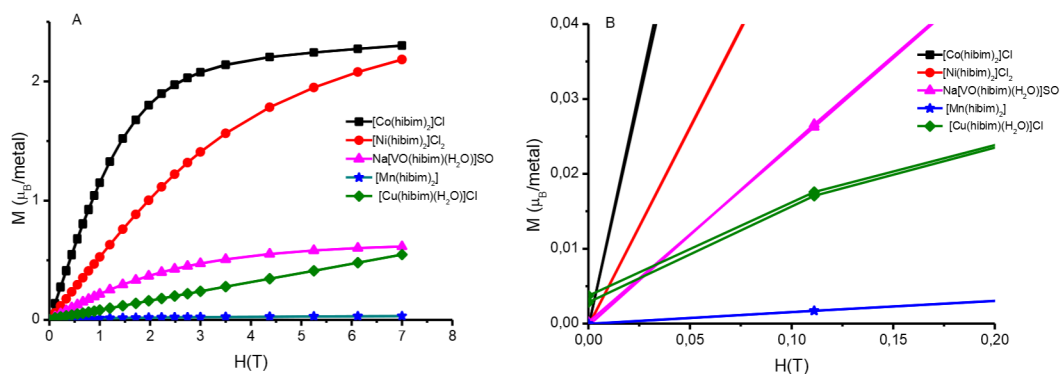 A
M (μB/metal)
2
1
0
0 1 2 3 4 5 6 7 8
H(T)
[Co(hibim)2]Cl
[Ni(hibim)2]Cl2
Na[VO(hibim)(H2O)]SO
[Mn(hibim)2]
[Cu(hibim)(H2O)]Cl
B
M (μB/metal)
0,04
0,03
0,02
0,01
0,00
0,00 0,05 0,10 0,15 0,20
H(T)
[Co(hibim)2]Cl
[Ni(hibim)2]Cl2
Na[VO(hibim)(H2O)]SO
[Mn(hibim)2]
[Cu(hibim)(H2O)]Cl